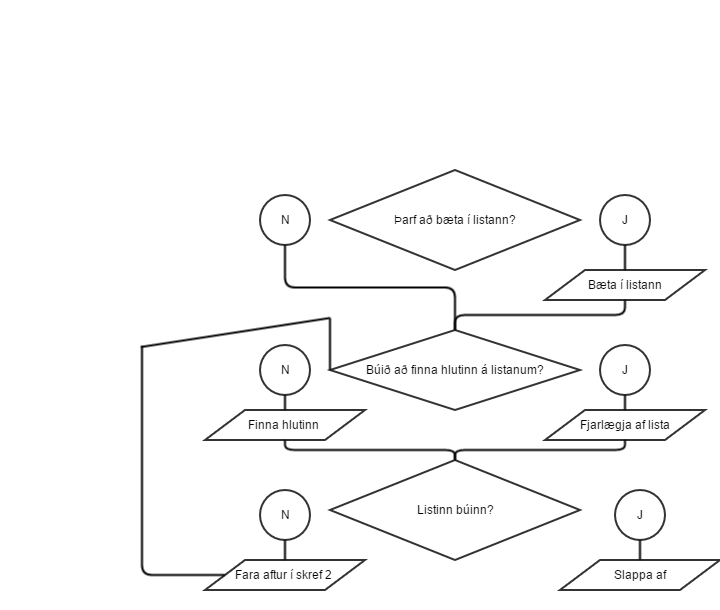 N
Þarf að bæta í listann?
J
Bæta í listann
N
Búið að finna hlutinn á listanum?
J
Finna hlutinn
Fjarlægja af lista
N
Listinn búinn?
J
Fara aftur í skref 2
Slappa af